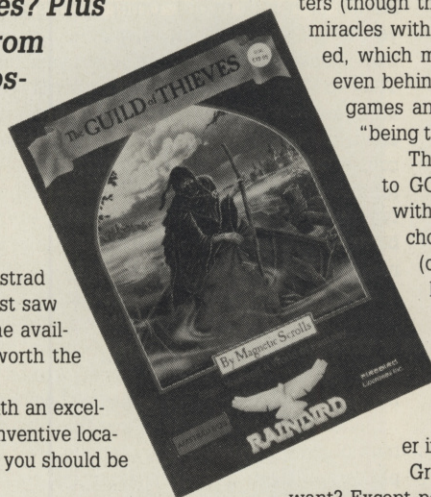 es? Plus
rom
os-
strad
st saw
ne avail-
worth the
th an excel-
nventive loca-
you should be
The GUILD of THIEVES
By Magnetic Scrolls
RAINBIRD
ters (though th
miracles with
ed, which m
even behin
games an
"being t
Th
to GO
with
cho
(c
er i
Gr
want? Except n